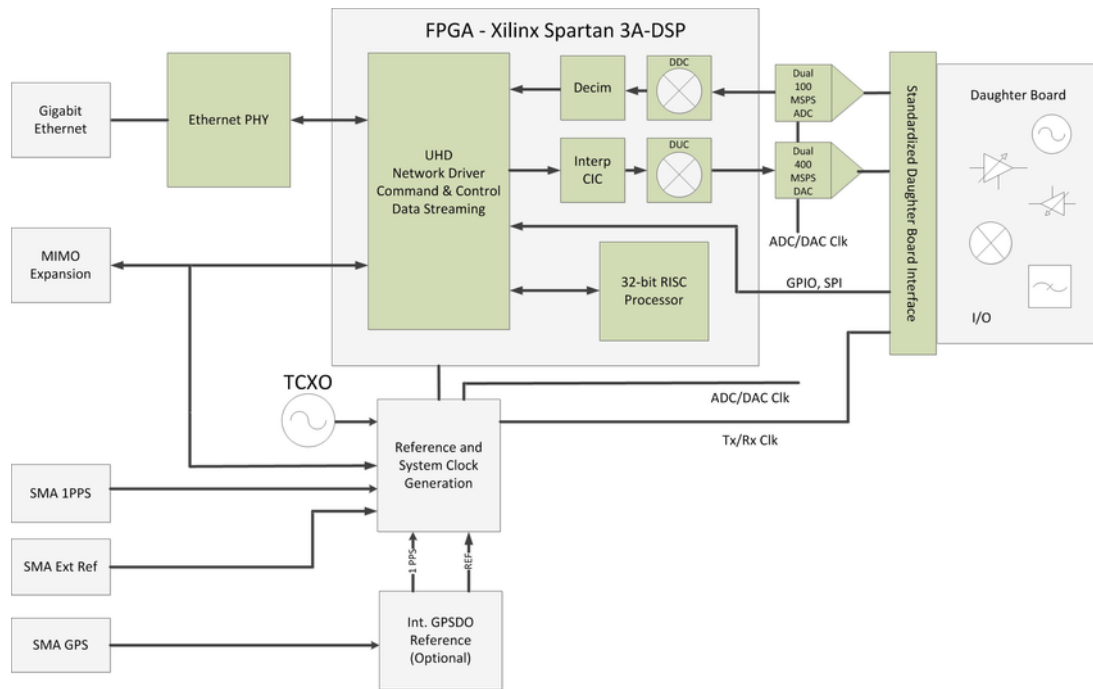 FPGA - Xilinx Spartan 3A-DSP
Gigabit
Ethernet
Ethernet PHY
UHD
Network Driver
Command & Control
Data Streaming
Decim
DDC
Dual
100
MSPS
ADC
Interp
CIC
DUC
Dual
400
MSPS
DAC
ADC/DAC Clk
Standardized Daughter Board Interface
Daughter Board
I/O
MIMO
Expansion
32-bit RISC
Processor
GPIO, SPI
TCXO
ADC/DAC Clk
Tx/Rx Clk
Reference and
System Clock
Generation
SMA 1PPS
SMA Ext Ref
1 PPS
REF
SMA GPS
Int. GPSDO
Reference
(Optional)